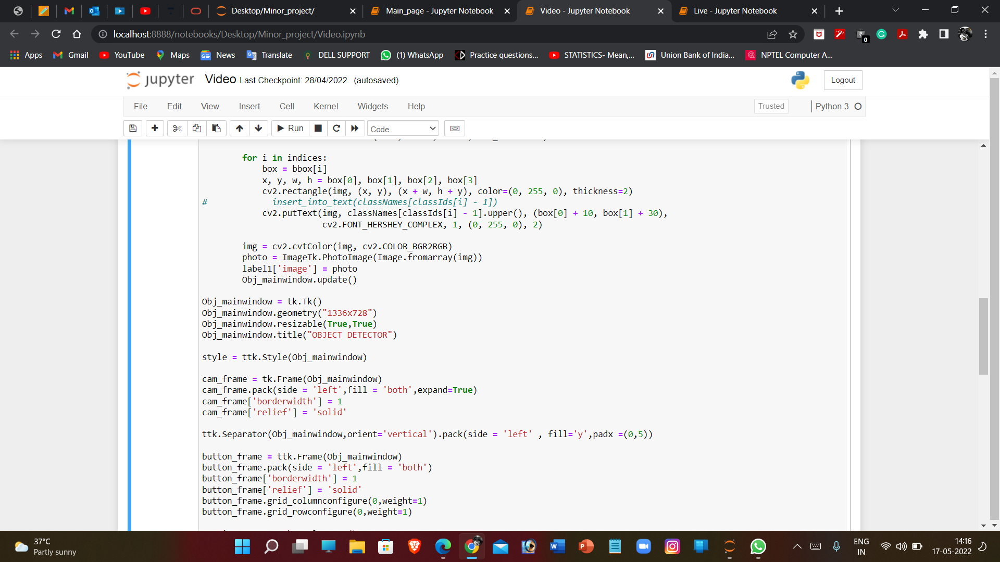 Desktop/Minor_project/
Main_page - Jupyter Notebook
Video - Jupyter Notebook
Live - Jupyter Notebook
localhost:8888/notebooks/Desktop/Minor_project/Video.ipynb
0
Apps
Gmail
YouTube
Maps
News
Translate
DELL SUPPORT
(1) WhatsApp
Practice questions...
STATISTICS- Mean,...
Union Bank of India...
NPTEL Computer A...
jupyter Video Last Checkpoint: 28/04/2022 (autosaved)
Logout
File Edit View Insert Cell Kernel Widgets Help
Trusted
Python 3
Run
Code
for i in indices:
box = bbox[i]
x, y, w, h = box[0], box[1], box[2], box[3]
cv2.rectangle(img, (x, y), (x + w, h + y), color=(0, 255, 0), thickness=2)
# insert_into_text(classNames[classIds[i] - 1])
cv2.putText(img, classNames[classIds[i] - 1].upper(), (box[0] + 10, box[1] + 30),
cv2.FONT_HERSHEY_COMPLEX, 1, (0, 255, 0), 2)
img = cv2.cvtColor(img, cv2.COLOR_BGR2RGB)
photo = ImageTk.PhotoImage(Image.fromarray(img))
label1['image'] = photo
Obj_mainwindow.update()
Obj_mainwindow = tk.Tk()
Obj_mainwindow.geometry("1336x728")
Obj_mainwindow.resizable(True,True)
Obj_mainwindow.title("OBJECT DETECTOR")
style = ttk.Style(Obj_mainwindow)
cam_frame = tk.Frame(Obj_mainwindow)
cam_frame.pack(side = 'left',fill = 'both',expand=True)
cam_frame['borderwidth'] = 1
cam_frame['relief'] = 'solid'
ttk.Separator(Obj_mainwindow,orient='vertical').pack(side = 'left' , fill='y',padx =(0,5))
button_frame = ttk.Frame(Obj_mainwindow)
button_frame.pack(side = 'left',fill = 'both')
button_frame['borderwidth'] = 1
button_frame['relief'] = 'solid'
button_frame.grid_columnconfigure(0,weight=1)
button_frame.grid_rowconfigure(0,weight=1)
37°C
Partly sunny
ENG
IN
14:16
17-05-2022